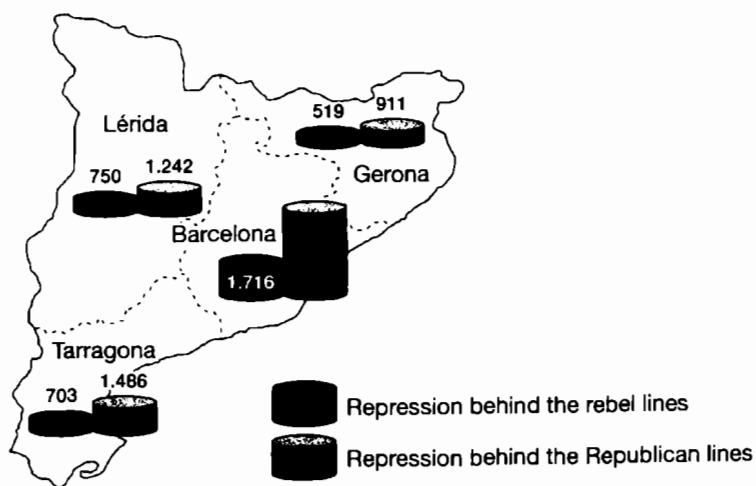 519 911
Lérida
750 1.242
Gerona
Barcelona
1.716
Tarragona
703 1.486
Repression behind the rebel lines
Repression behind the Republican lines